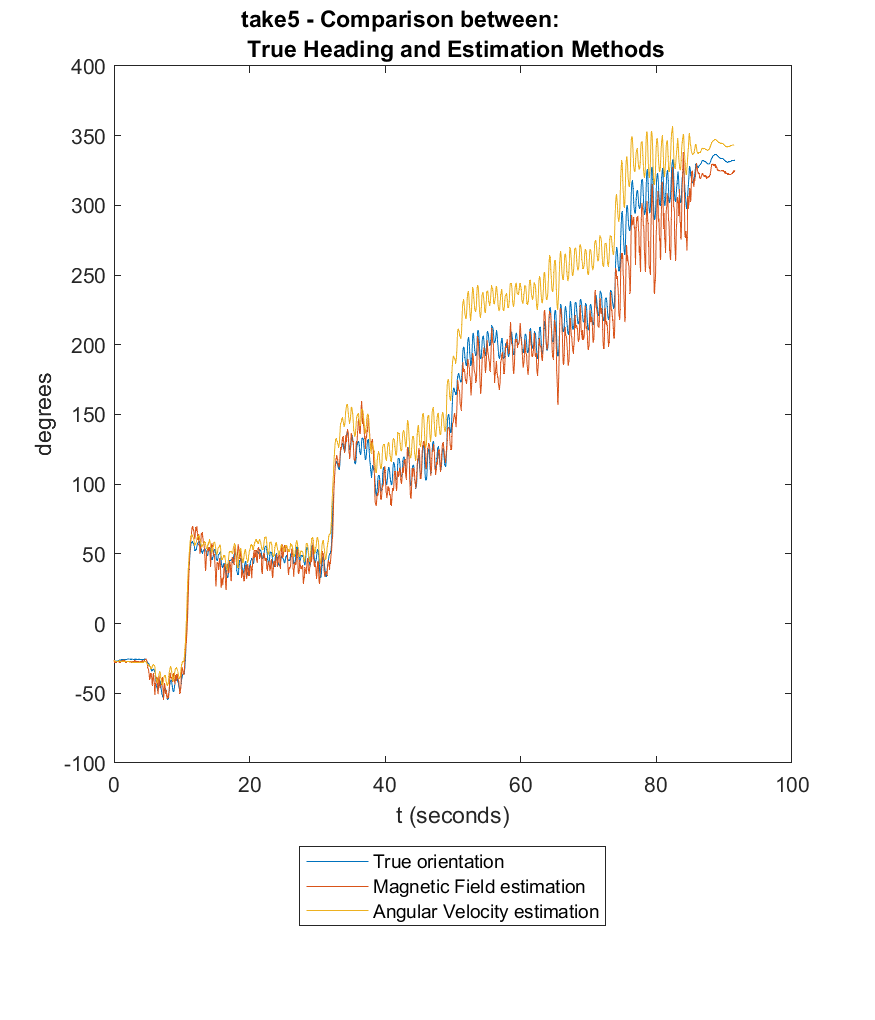 take5 - Comparison between:
True Heading and Estimation Methods
400
350
300
250
200
150
100
50
0
-50
-100
degrees
0 20 40 60 80 100
t (seconds)
True orientation
Magnetic Field estimation
Angular Velocity estimation